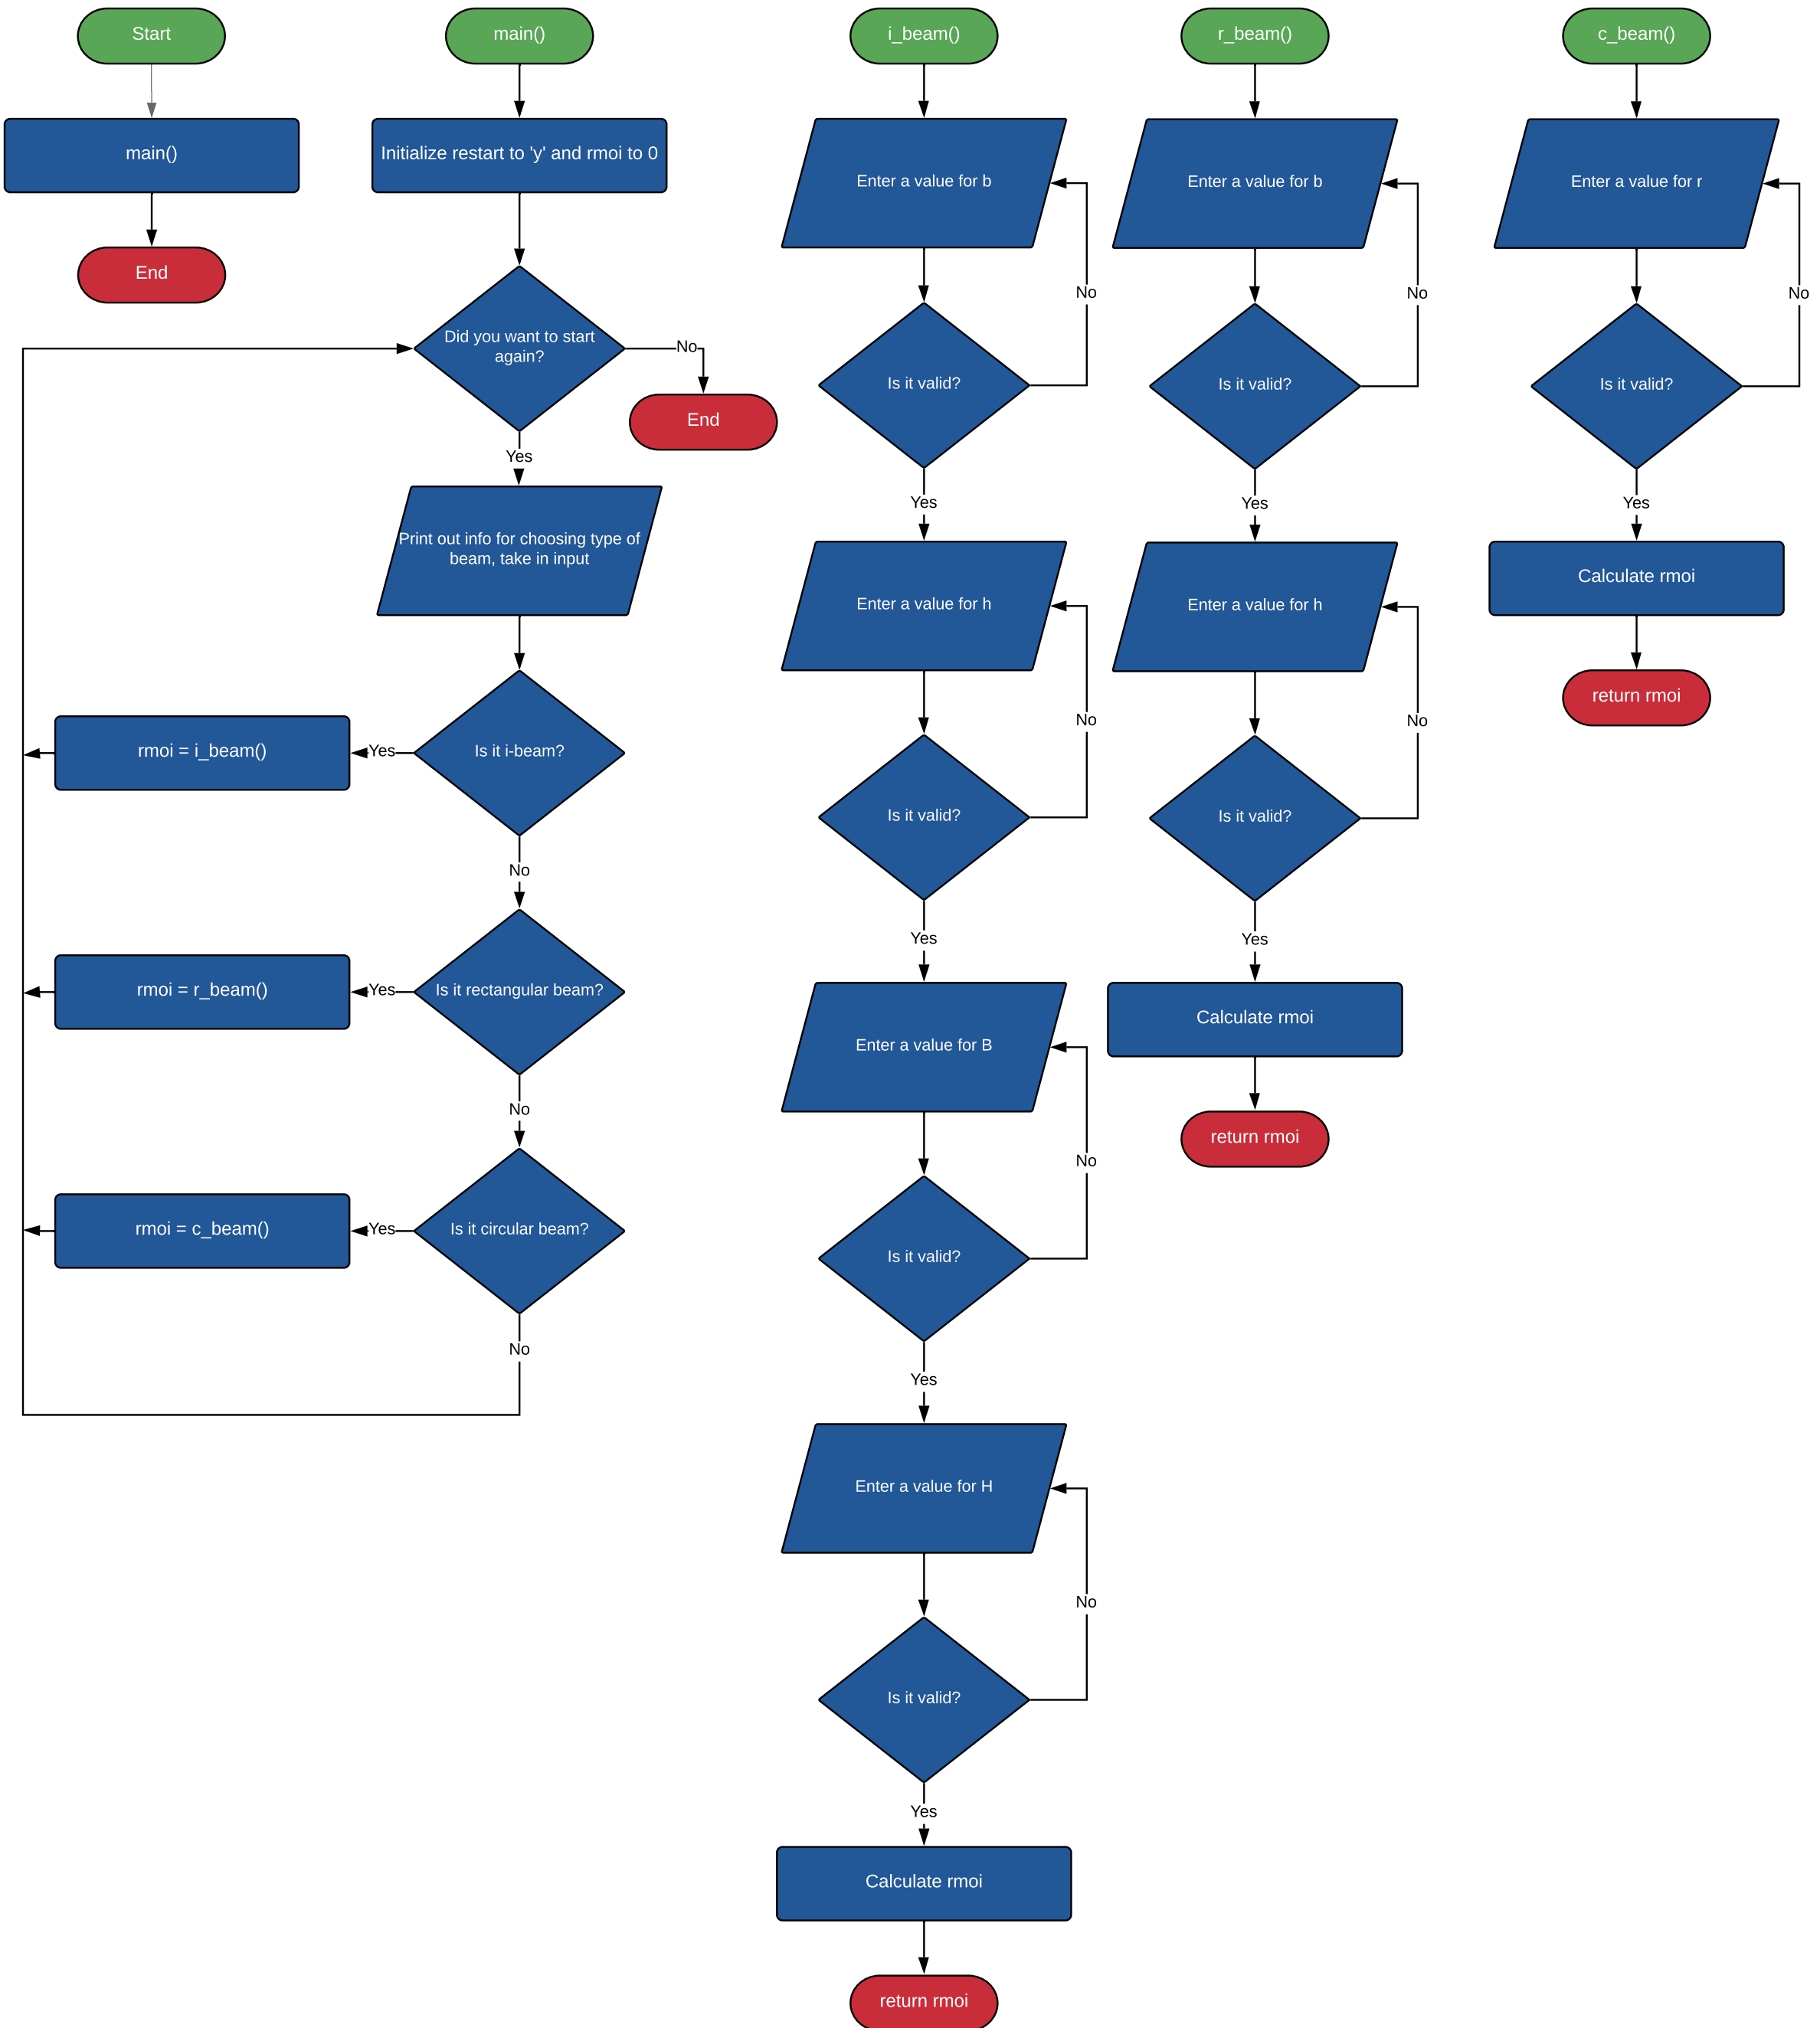 Start
main()
End
main()
Initialize restart to 'y' and rmoi to 0
Did you want to start
again?
No
End
Yes
Print out info for choosing type of
beam, take in input
Is it i-beam?
Yes
rmoi = i_beam()
No
Is it rectangular beam?
Yes
rmoi = r_beam()
No
Is it circular beam?
Yes
rmoi = c_beam()
No
i_beam()
Enter a value for b
No
Is it valid?
Yes
Enter a value for h
No
Is it valid?
Yes
Enter a value for B
No
Is it valid?
Yes
Enter a value for H
No
Is it valid?
Yes
Calculate rmoi
return rmoi
r_beam()
Enter a value for b
No
Is it valid?
Yes
Enter a value for h
No
Is it valid?
Yes
Calculate rmoi
return rmoi
c_beam()
Enter a value for r
No
Is it valid?
Yes
Calculate rmoi
return rmoi